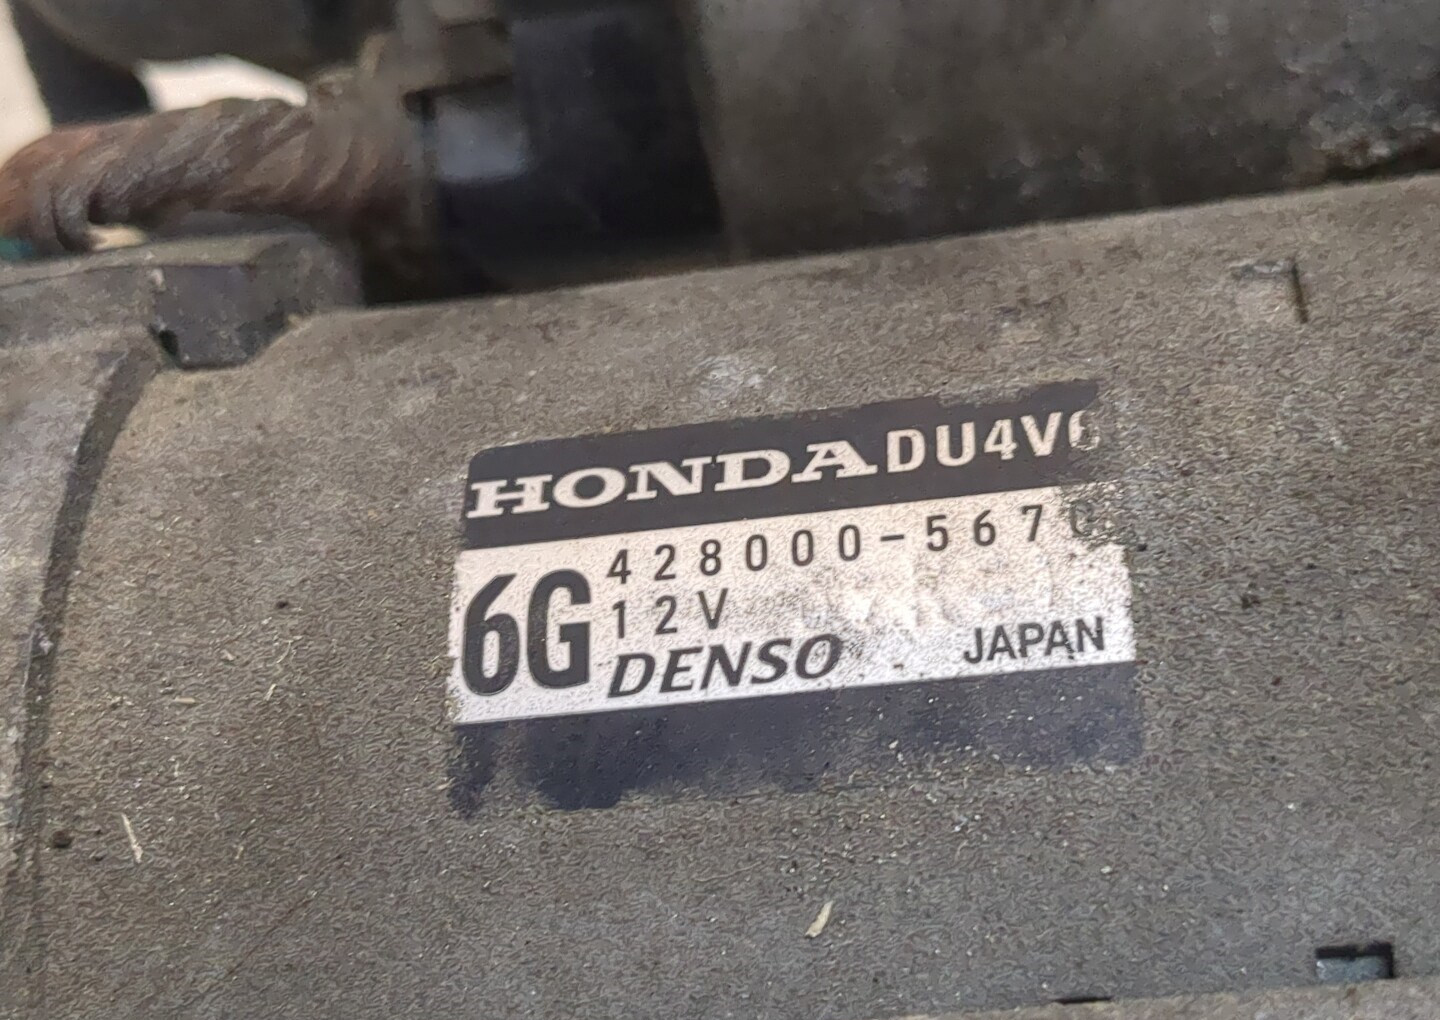 HONDA DU4V
428000-567
6G
12V
DENSO JAPAN